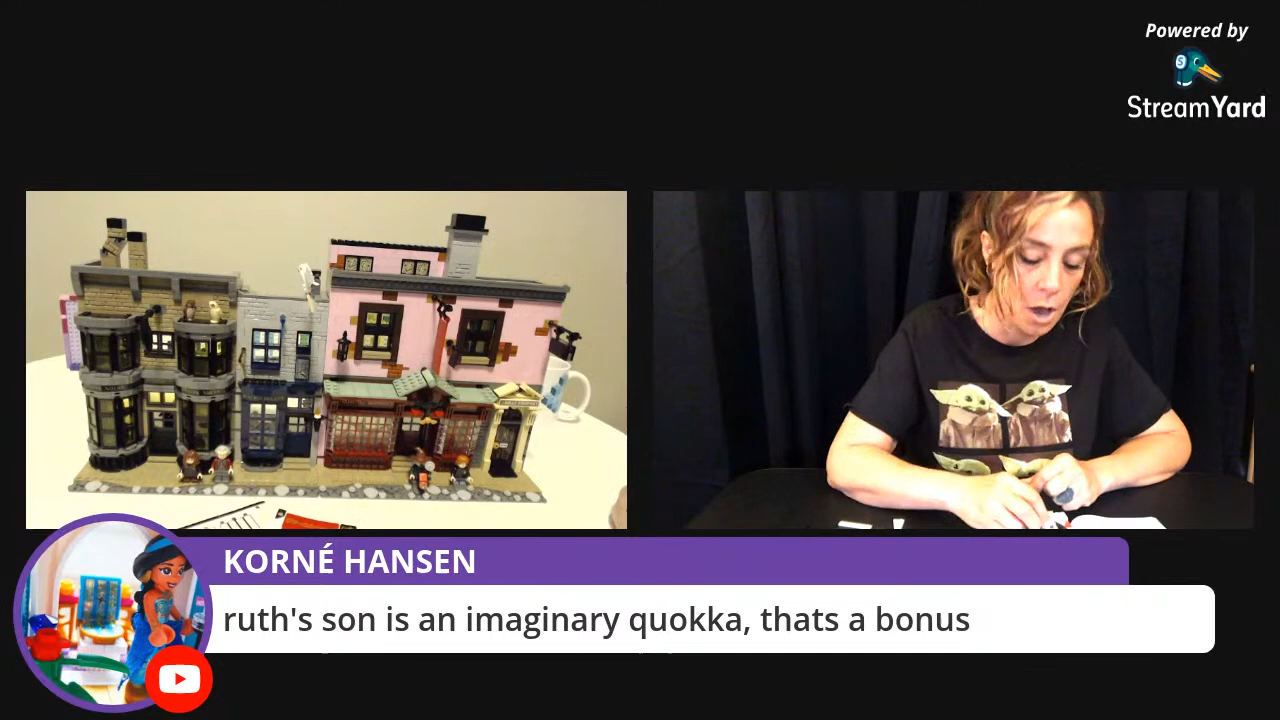 Powered by
StreamYard
KORNÉ HANSEN
ruth's son is an imaginary quokka, thats a bonus